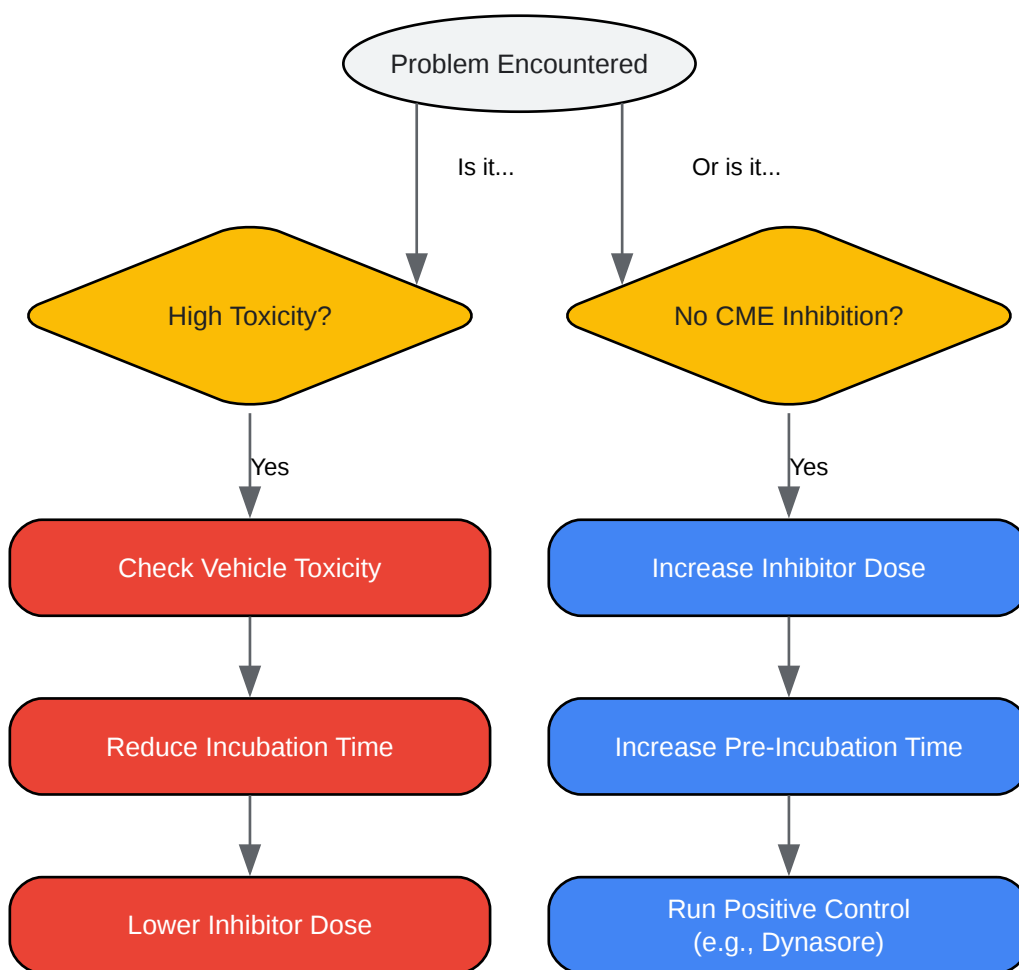 Problem Encountered
Is it...
Or is it...
High Toxicity?
No CME Inhibition?
Yes
Yes
Check Vehicle Toxicity
Increase Inhibitor Dose
Reduce Incubation Time
Increase Pre-Incubation Time
Lower Inhibitor Dose
Run Positive Control
(e.g., Dynasore)